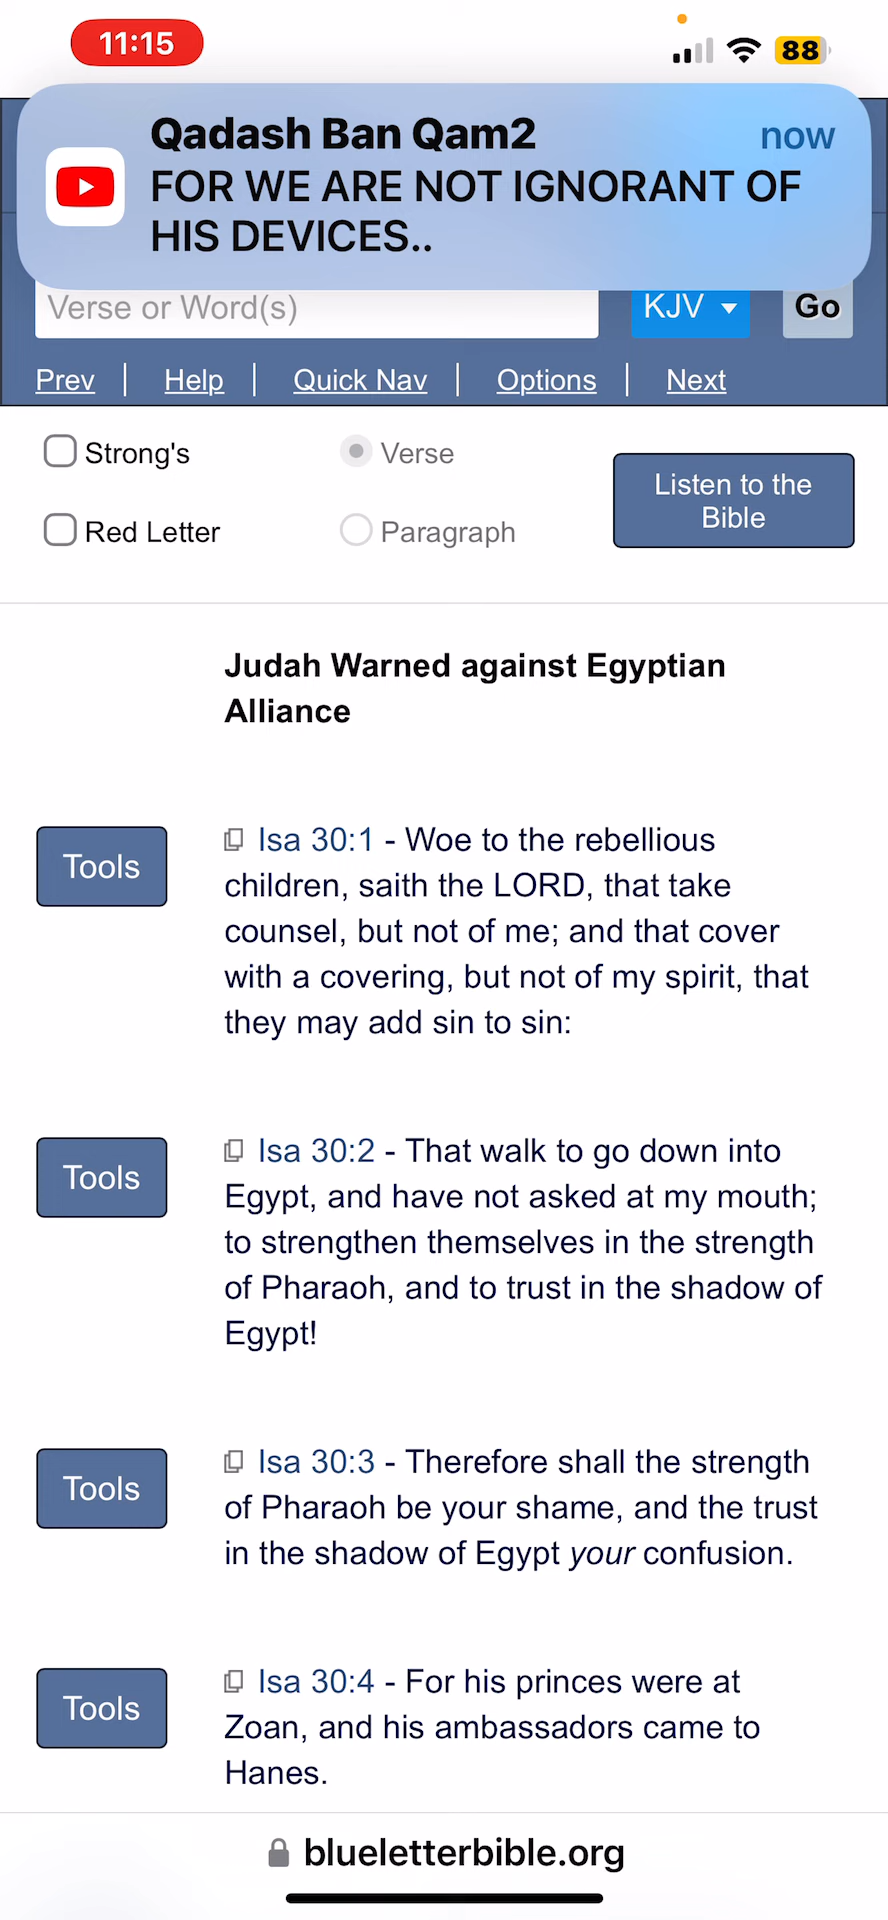 11:15
88
Qadash Ban Qam2
now
FOR WE ARE NOT IGNORANT OF
HIS DEVICES..
Verse or Word(s)
KJV
Go
Prev | Help | Quick Nav | Options | Next
Strong's
Verse
Listen to the
Bible
Red Letter
Paragraph
Judah Warned against Egyptian
Alliance
Tools
Isa 30:1 - Woe to the rebellious
children, saith the LORD, that take
counsel, but not of me; and that cover
with a covering, but not of my spirit, that
they may add sin to sin:
Tools
Isa 30:2 - That walk to go down into
Egypt, and have not asked at my mouth;
to strengthen themselves in the strength
of Pharaoh, and to trust in the shadow of
Egypt!
Tools
Isa 30:3 - Therefore shall the strength
of Pharaoh be your shame, and the trust
in the shadow of Egypt your confusion.
Tools
Isa 30:4 - For his princes were at
Zoan, and his ambassadors came to
Hanes.
blueletterbible.org